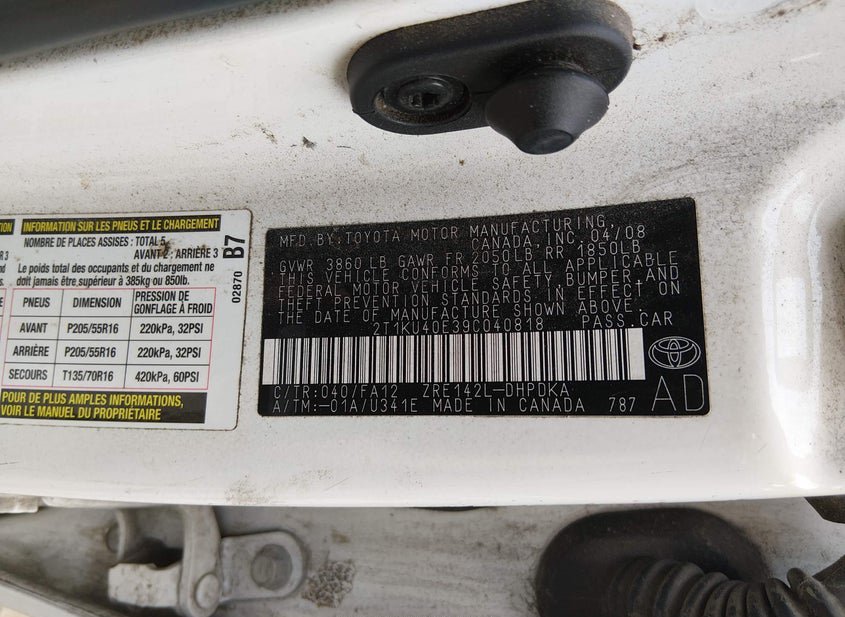 TION
INFORMATION SUR LES PNEUS ET LE CHARGEMENT
NOMBRE DE PLACES ASSISES : TOTAL 5
AVANT 2 : ARRIÈRE 3
R 3
Le poids total des occupants et du chargement ne
doit jamais être supérieur à 385kg ou 850lb.
PNEUS DIMENSION PRESSION DE GONFLAGE À FROID
AVANT P205/55R16 220kPa, 32PSI
ARRIÈRE P205/55R16 220kPa, 32PSI
SECOURS T135/70R16 420kPa, 60PSI
POUR DE PLUS AMPLES INFORMATIONS,
VOIR LE MANUEL DU PROPRIÉTAIRE
02870 B7
MFD.BY:TOYOTA MOTOR MANUFACTURING,
CANADA, INC. 04/08
GVWR 3860 LB GAWR FR 2050LB, RR 1850LB
THIS VEHICLE CONFORMS TO ALL APPLICABLE
FEDERAL MOTOR VEHICLE SAFETY, BUMPER AND
THEFT PREVENTION STANDARDS IN EFFECT ON
THE DATE OF MANUFACTURE SHOWN ABOVE.
2T1KU40E39C040818 PASS.CAR
C/TR:040/FA12 ZRE142L-DHPDKA
A/TM:-01A/U341E MADE IN CANADA 787
AD